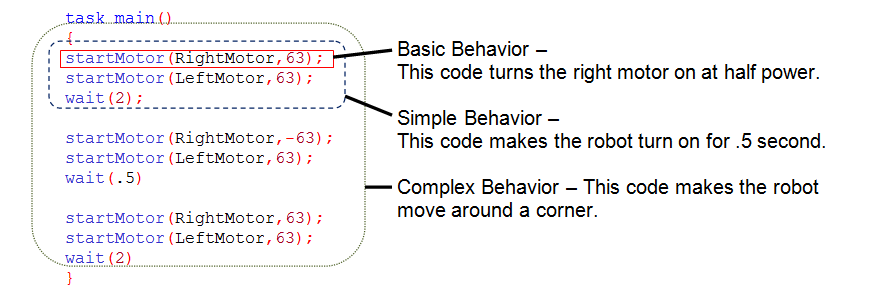 task main()
{
startMotor(RightMotor,63);
startMotor(LeftMotor,63);
wait(2);
startMotor(RightMotor,-63);
startMotor(LeftMotor,63);
wait(.5)
startMotor(RightMotor,63);
startMotor(LeftMotor,63);
wait(2)
}
Basic Behavior –
This code turns the right motor on at half power.
Simple Behavior –
This code makes the robot turn on for .5 second.
Complex Behavior – This code makes the robot
move around a corner.